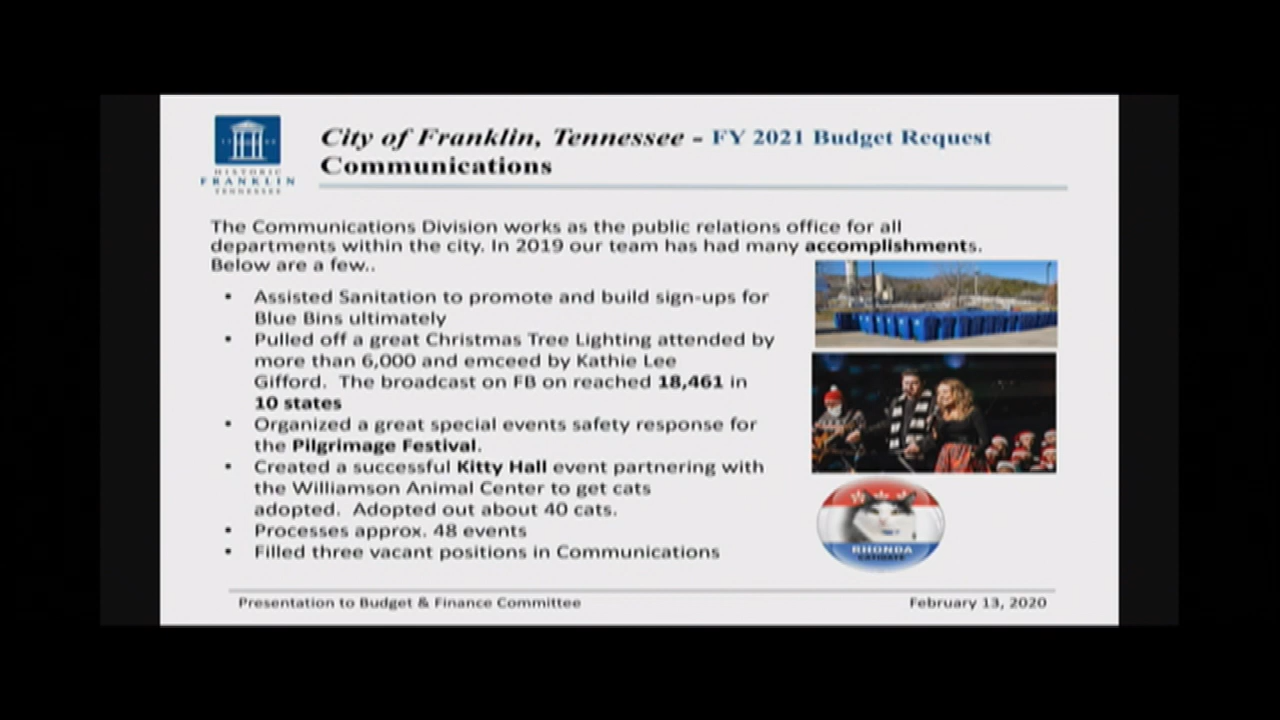 City of Franklin, Tennessee - FY 2021 Budget Request
Communications
HISTORIC
FRANKLIN
TENNESSEE
The Communications Division works as the public relations office for all
departments within the city. In 2019 our team has had many accomplishments.
Below are a few..
• Assisted Sanitation to promote and build sign-ups for
Blue Bins ultimately
• Pulled off a great Christmas Tree Lighting attended by
more than 6,000 and emceed by Kathie Lee
Gifford. The broadcast on FB on reached 18,461 in
10 states
• Organized a great special events safety response for
the Pilgrimage Festival.
• Created a successful Kitty Hall event partnering with
the Williamson Animal Center to get cats
adopted. Adopted out about 40 cats.
• Processes approx. 48 events
• Filled three vacant positions in Communications
RHONDA
Presentation to Budget & Finance Committee
February 13, 2020